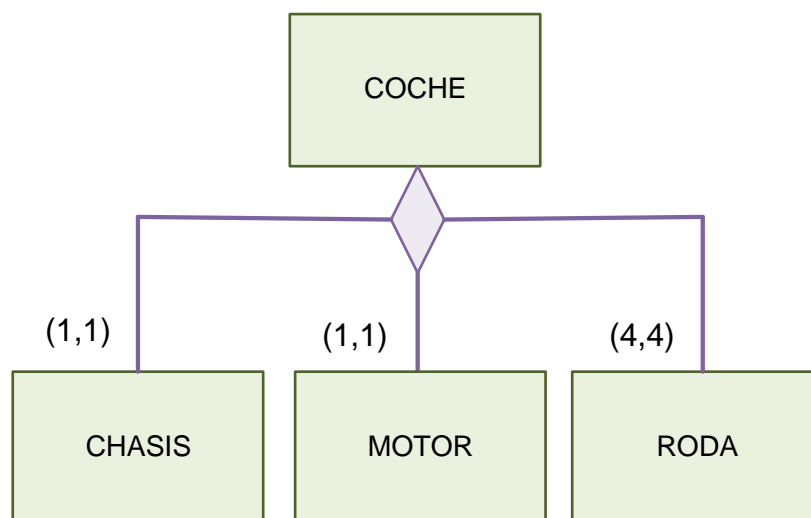 COCHE
(1,1)
(1,1)
(4,4)
CHASIS
MOTOR
RODA